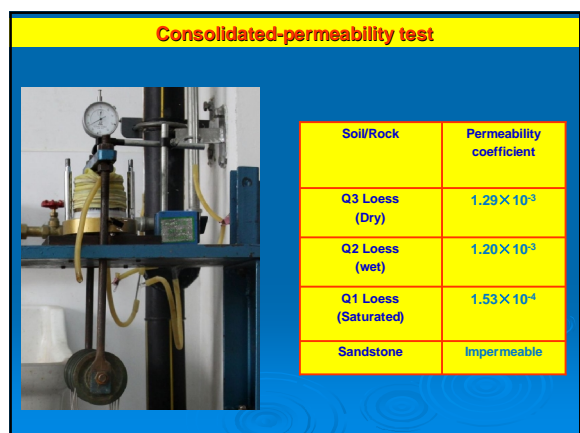 Consolidated-permeability test
Soil/Rock
Permeability
coefficient
Q3 Loess
(Dry)
1.29×10⁻³
Q2 Loess
(wet)
1.20×10⁻³
Q1 Loess
(Saturated)
1.53×10⁻⁴
Sandstone
Impermeable